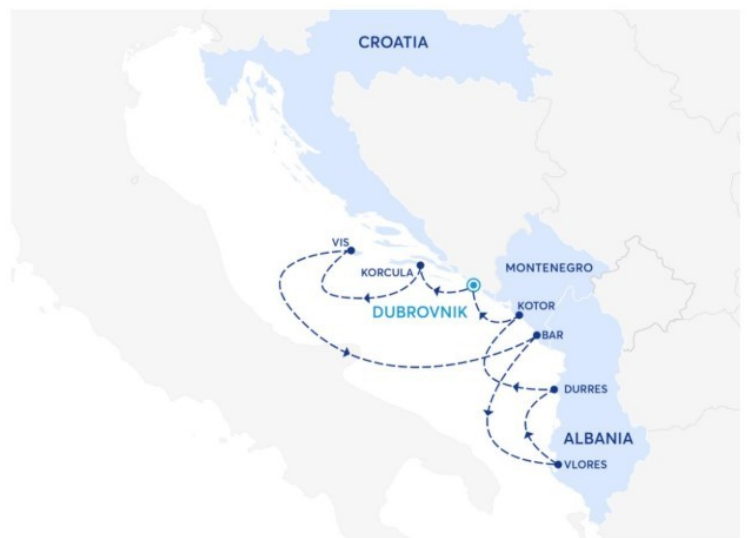 CROATIA
VIS
KORCULA
MONTENEGRO
DUBROVNIK
KOTOR
BAR
DURRES
ALBANIA
VLORES